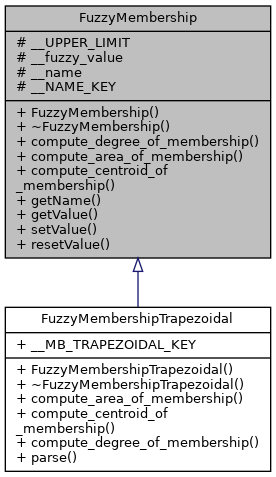 FuzzyMembership
# __UPPER_LIMIT
# __fuzzy_value
# __name
# __NAME_KEY
+ FuzzyMembership()
+ ~FuzzyMembership()
+ compute_degree_of_membership()
+ compute_area_of_membership()
+ compute_centroid_of
_membership()
+ getName()
+ getValue()
+ setValue()
+ resetValue()
FuzzyMembershipTrapezoidal
+ __MB_TRAPEZOIDAL_KEY
+ FuzzyMembershipTrapezoidal()
+ ~FuzzyMembershipTrapezoidal()
+ compute_area_of_membership()
+ compute_centroid_of
_membership()
+ compute_degree_of_membership()
+ parse()